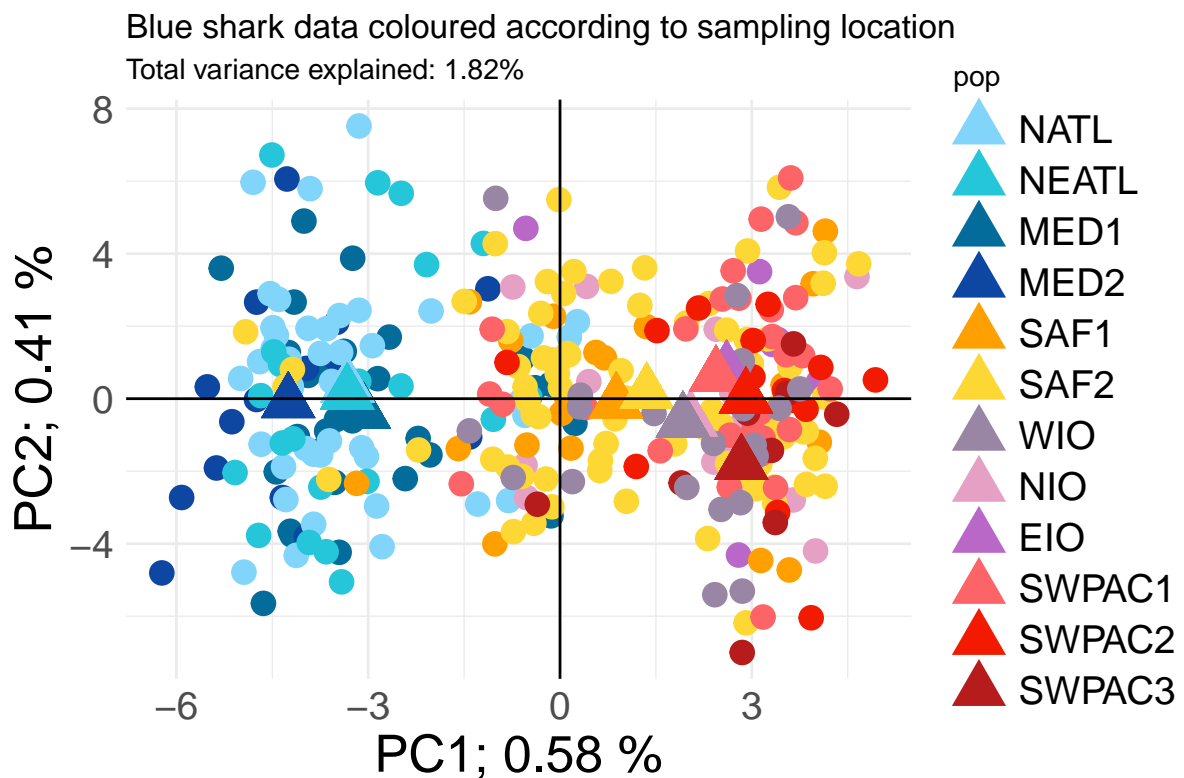 Blue shark data coloured according to sampling location
Total variance explained: 1.82%
pop
NATL
NEATL
MED1
MED2
SAF1
SAF2
WIO
NIO
EIO
SWPAC1
SWPAC2
SWPAC3
8
4
0
−4
PC2; 0.41 %
−6
−3
0
3
PC1; 0.58 %